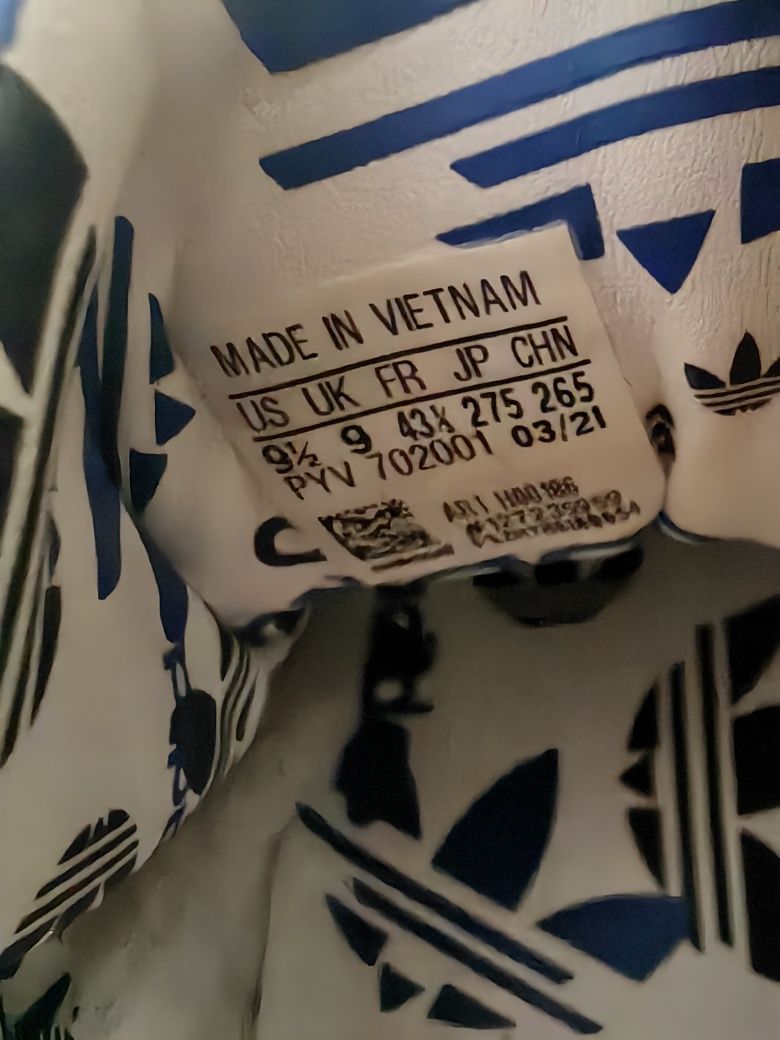 MADE IN VIETNAM
US UK FR JP CHN
9½ 9 43⅓ 275 265
PYV 702001 03/21
C